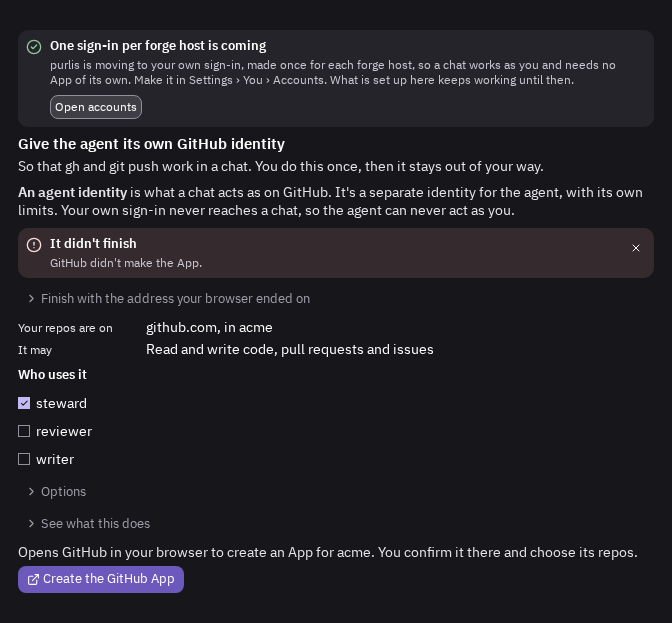 One sign-in per forge host is coming
purlis is moving to your own sign-in, made once for each forge host, so a chat works as you and needs no
App of its own. Make it in Settings › You › Accounts. What is set up here keeps working until then.
Open accounts
Give the agent its own GitHub identity
So that gh and git push work in a chat. You do this once, then it stays out of your way.
An agent identity is what a chat acts as on GitHub. It's a separate identity for the agent, with its own
limits. Your own sign-in never reaches a chat, so the agent can never act as you.
It didn't finish
GitHub didn't make the App.
Finish with the address your browser ended on
Your repos are on github.com, in acme
It may Read and write code, pull requests and issues
Who uses it
steward
reviewer
writer
Options
See what this does
Opens GitHub in your browser to create an App for acme. You confirm it there and choose its repos.
Create the GitHub App